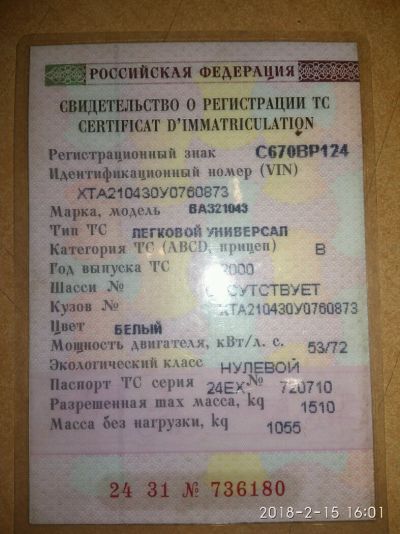 РОССИЙСКАЯ ФЕДЕРАЦИЯ
СВИДЕТЕЛЬСТВО О РЕГИСТРАЦИИ ТС
CERTIFICAT D'IMMATRICULATION
Регистрационный знак С670ВР124
Идентификационный номер (VIN)
ХТА210430У0760873
Марка, модель ВАЗ21043
Тип ТС ЛЕГКОВОЙ УНИВЕРСАЛ
Категория ТС (ABCD, прицеп) В
Год выпуска ТС 2000
Шасси № ОТСУТСТВУЕТ
Кузов № ХТА210430У0760873
Цвет БЕЛЫЙ
Мощность двигателя, кВт/л. с. 53/72
Экологический класс НУЛЕВОЙ
Паспорт ТС серия 24ЕХ № 720710
Разрешенная max масса, kg 1510
Масса без нагрузки, kg 1055
24 31 № 736180
2018-2-15 16:01